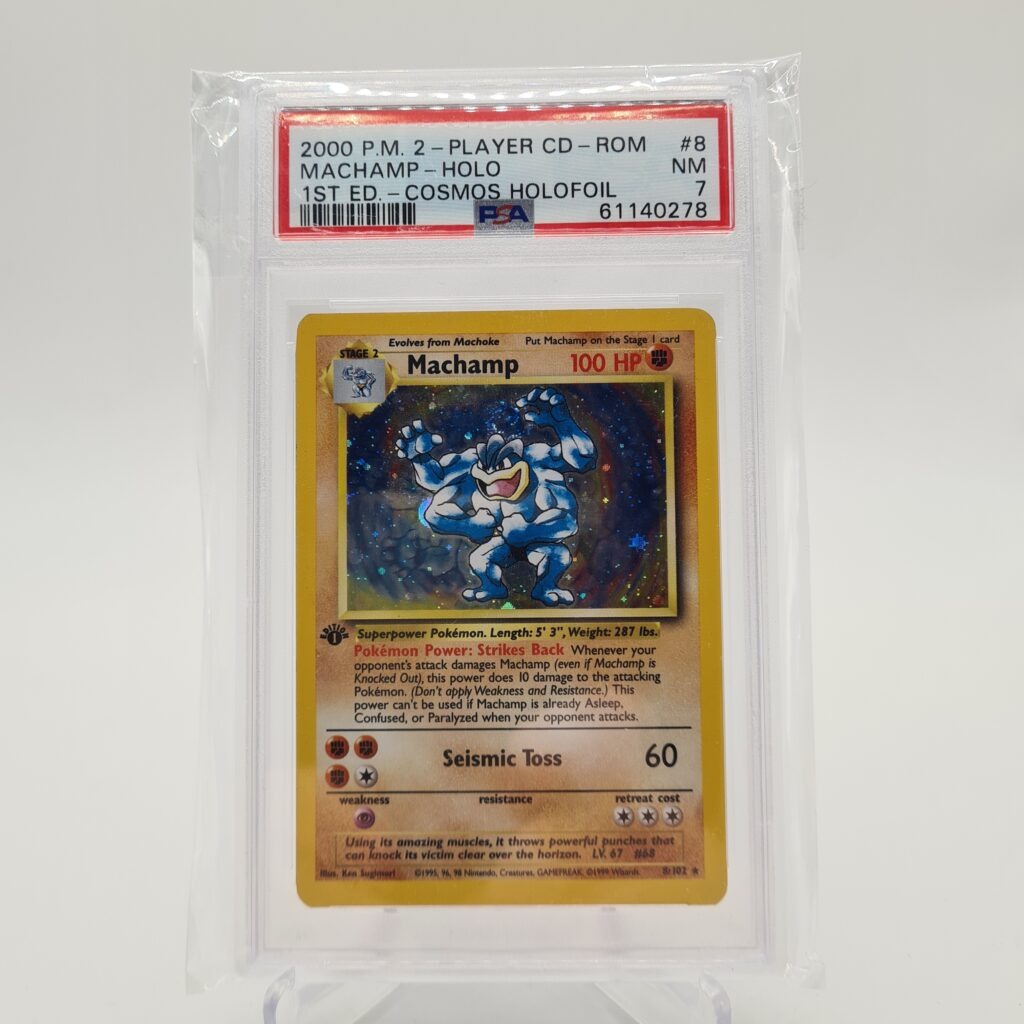 2000 P.M. 2-PLAYER CD-ROM #8
MACHAMP-HOLO NM
1ST ED.-COSMOS HOLOFOIL 7
PSA 61140278
Evolves from Machoke Put Machamp on the Stage 1 card
STAGE 2
Machamp 100 HP
EDITION 1
Superpower Pokémon. Length: 5' 3", Weight: 287 lbs.
Pokémon Power: Strikes Back Whenever your
opponent's attack damages Machamp (even if Machamp is
Knocked Out), this power does 10 damage to the attacking
Pokémon. (Don't apply Weakness and Resistance.) This
power can't be used if Machamp is already Asleep,
Confused, or Paralyzed when your opponent attacks.
Seismic Toss 60
weakness resistance retreat cost
Using its amazing muscles, it throws powerful punches that
can knock its victim clear over the horizon. LV. 67 #68
Illus. Ken Sugimori ©1995, 96, 98 Nintendo, Creatures, GAMEFREAK. ©1999 Wizards. 8/102 ★